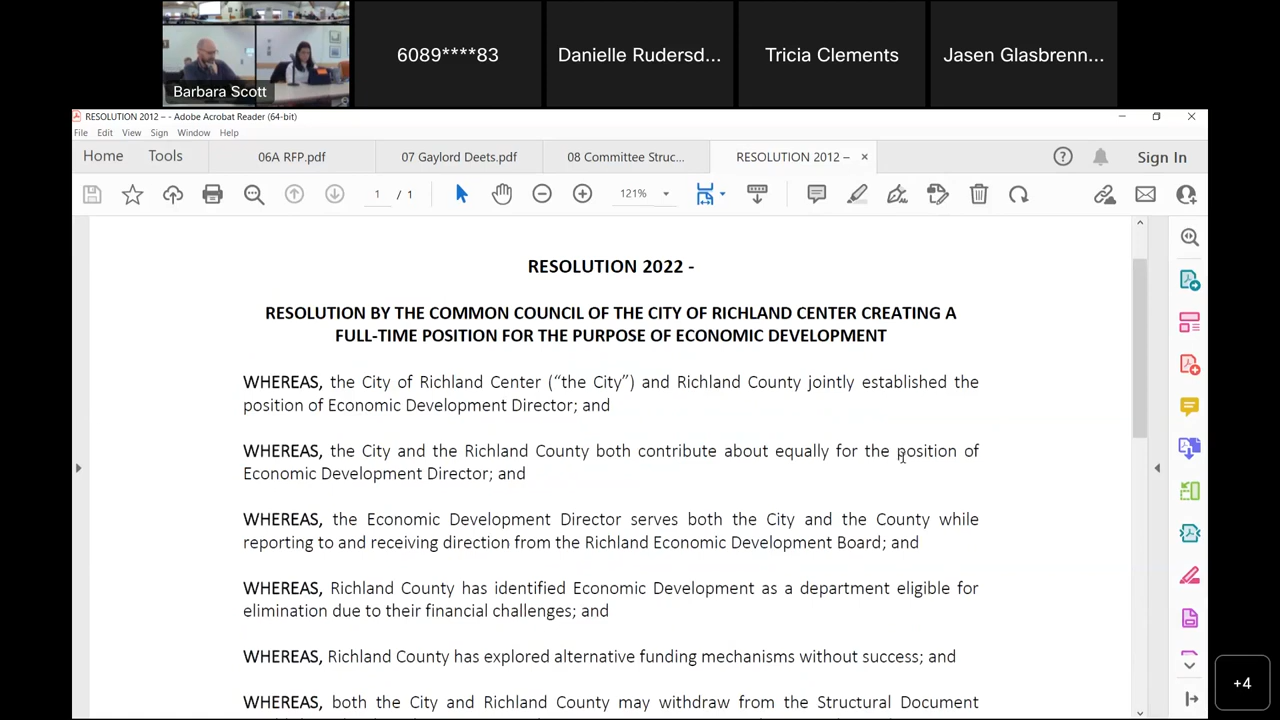 Barbara Scott
6089****83
Danielle Rudersd...
Tricia Clements
Jasen Glasbrenn...
RESOLUTION 2012 – - Adobe Acrobat Reader (64-bit)
File Edit View Sign Window Help
Home Tools 06A RFP.pdf 07 Gaylord Deets.pdf 08 Committee Struc... RESOLUTION 2012 – × Sign In
1 / 1 121%
RESOLUTION 2022 -
RESOLUTION BY THE COMMON COUNCIL OF THE CITY OF RICHLAND CENTER CREATING A
FULL-TIME POSITION FOR THE PURPOSE OF ECONOMIC DEVELOPMENT
WHEREAS, the City of Richland Center (“the City”) and Richland County jointly established the
position of Economic Development Director; and
WHEREAS, the City and the Richland County both contribute about equally for the position of
Economic Development Director; and
WHEREAS, the Economic Development Director serves both the City and the County while
reporting to and receiving direction from the Richland Economic Development Board; and
WHEREAS, Richland County has identified Economic Development as a department eligible for
elimination due to their financial challenges; and
WHEREAS, Richland County has explored alternative funding mechanisms without success; and
WHEREAS, both the City and Richland County may withdraw from the Structural Document
+4